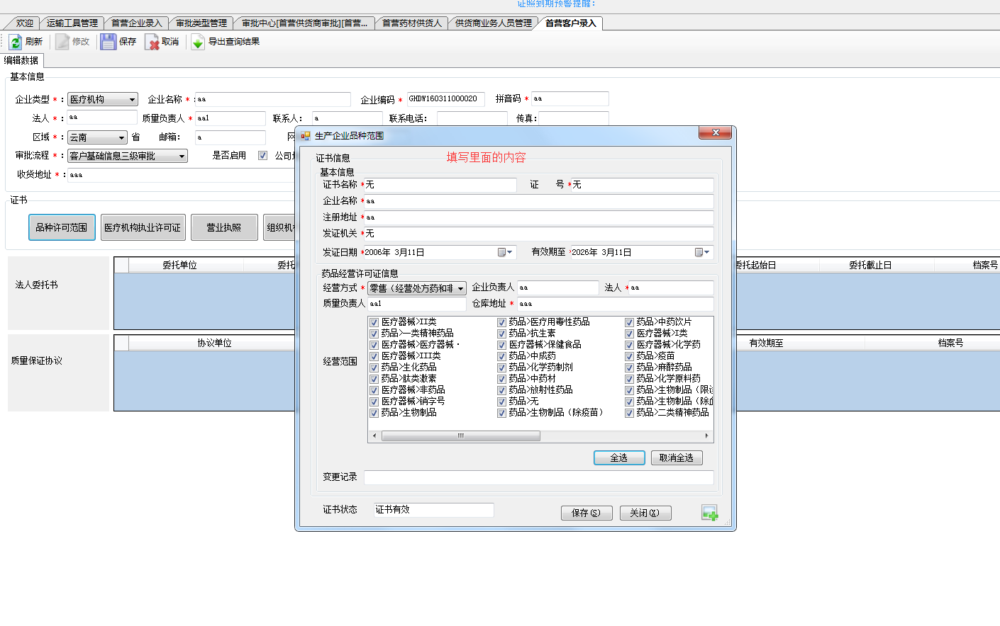 证照到期预警提醒:
欢迎 运输工具管理 首营企业录入 审批类型管理 审批中心[首营供货商审批][首营... 首营药材供货人 供货商业务人员管理 首营客户录入
刷新 修改 保存 取消 导出查询结果
编辑数据
基本信息
企业类型 * : 医疗机构 企业名称 * : aa 企业编码 * GHDW160311000020 拼音码 * aa
法人 * : aa 质量负责人 * aa1 联系人: a 联系电话: 传真:
区域 * : 云南 省 邮箱: a
审批流程 * : 客户基础信息三级审批 是否启用 公司
收货地址 * : aaa
证书
品种许可范围 医疗机构执业许可证 营业执照 组织机
法人委托书
委托单位 委托 委托起始日 委托截止日 档案号
质量保证协议
协议单位 有效期至 档案号
生产企业品种范围
证书信息 填写里面的内容
基本信息
证书名称 * 无 证 号 * 无
企业名称 * aa
注册地址 * aa
发证机关 * 无
发证日期 * 2006年 3月11日 有效期至 * 2026年 3月11日
药品经营许可证信息
经营方式 * 零售（经营处方药和非 企业负责人 aa 法人 * aa
质量负责人 aa1 仓库地址 * aaa
经营范围
医疗器械>II类 药品>医疗用毒性药品 药品>中药饮片
药品>一类精神药品 药品>抗生素 医疗器械>I类
医疗器械>医疗器械· 医疗器械>保健食品 医疗器械>化学药
医疗器械>III类 药品>中成药 药品>疫苗
药品>生化药品 药品>化学药制剂 药品>麻醉药品
药品>肽类激素 药品>中药材 药品>化学原料药
医疗器械>非药品 药品>放射性药品 药品>生物制品（限
医疗器械>消字号 药品>无 药品>生物制品（除
药品>生物制品 药品>生物制品（除疫苗） 药品>二类精神药品
全选 取消全选
变更记录
证书状态 证书有效 保存(S) 关闭(X)